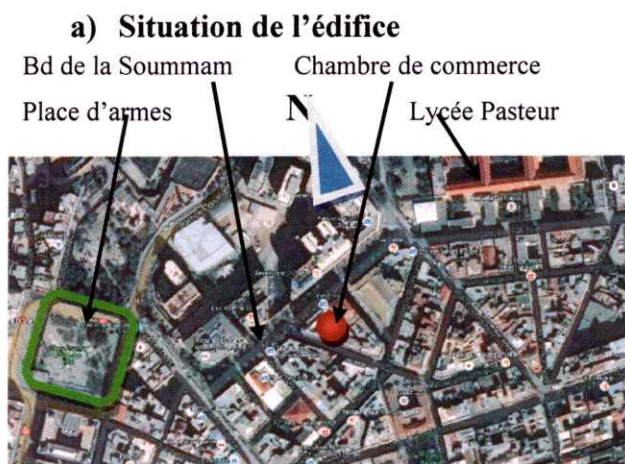 a) Situation de l’édifice
Bd de la Soummam Chambre de commerce
Place d’armes N Lycée Pasteur